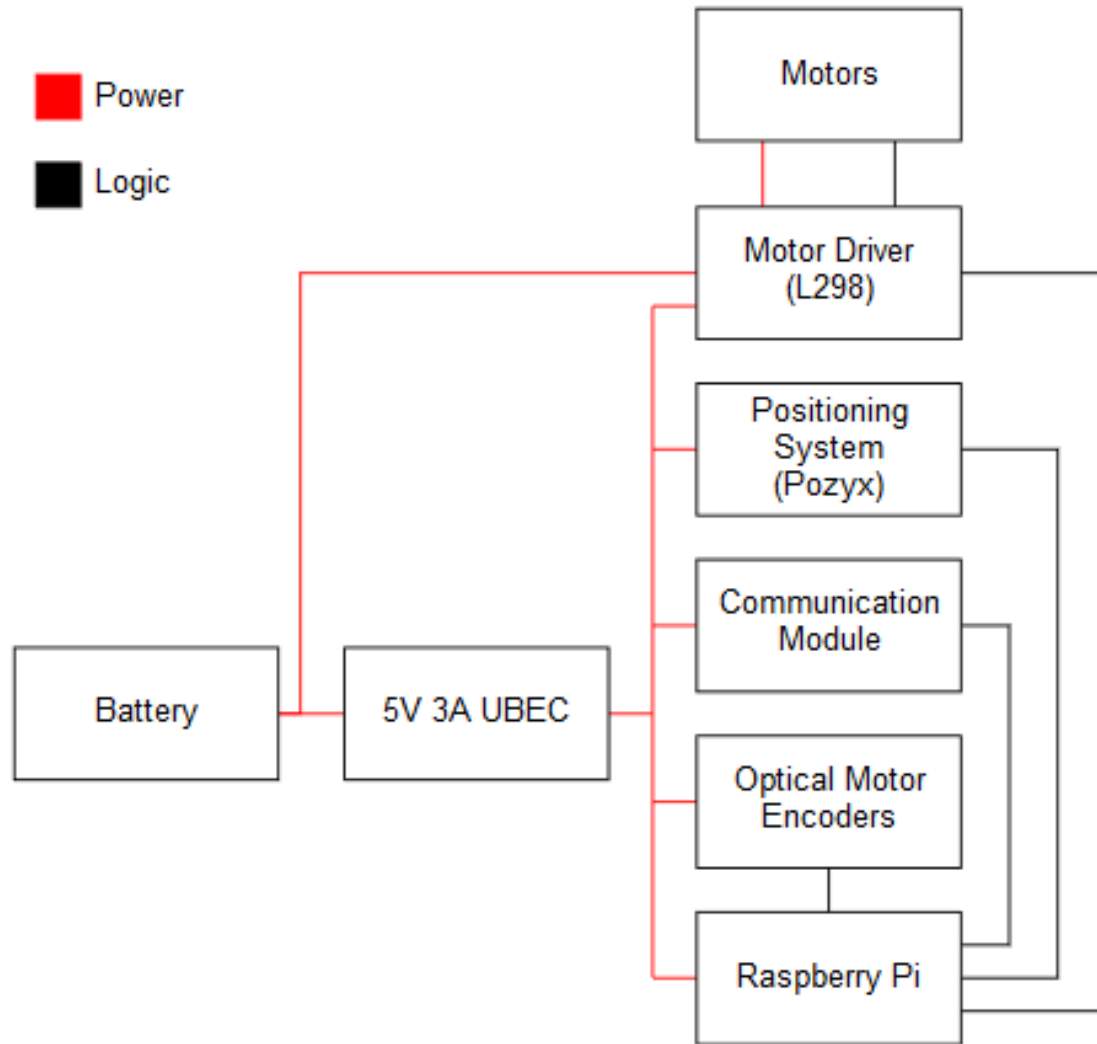 Power
Logic
Motors
Motor Driver
(L298)
Positioning
System
(Pozyx)
Communication
Module
Battery
5V 3A UBEC
Optical Motor
Encoders
Raspberry Pi